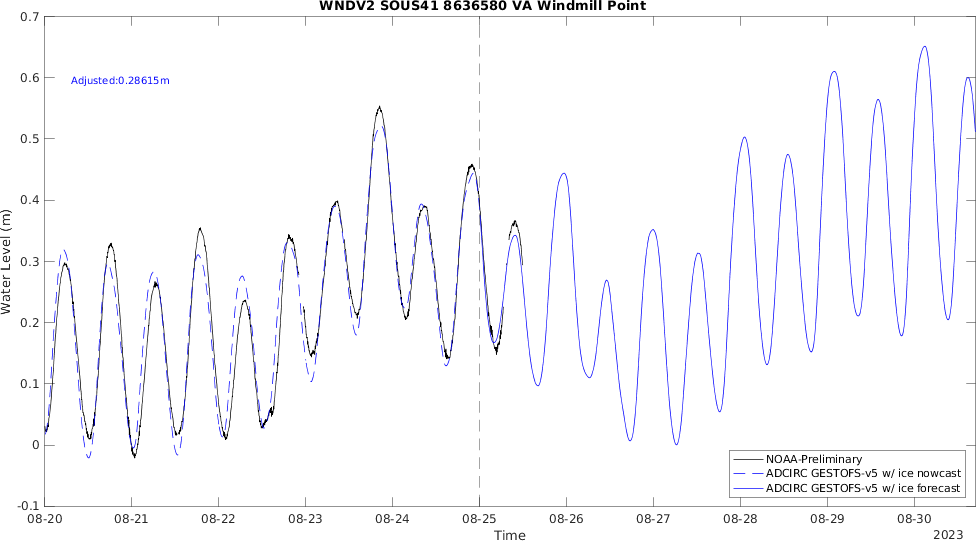 WNDV2 SOUS41 8636580 VA Windmill Point
0.7
0.6
0.5
0.4
0.3
0.2
0.1
0
-0.1
Water Level (m)
Adjusted:0.28615m
NOAA-Preliminary
ADCIRC GESTOFS-v5 w/ ice nowcast
ADCIRC GESTOFS-v5 w/ ice forecast
08-20 08-21 08-22 08-23 08-24 08-25 08-26 08-27 08-28 08-29 08-30
Time
2023